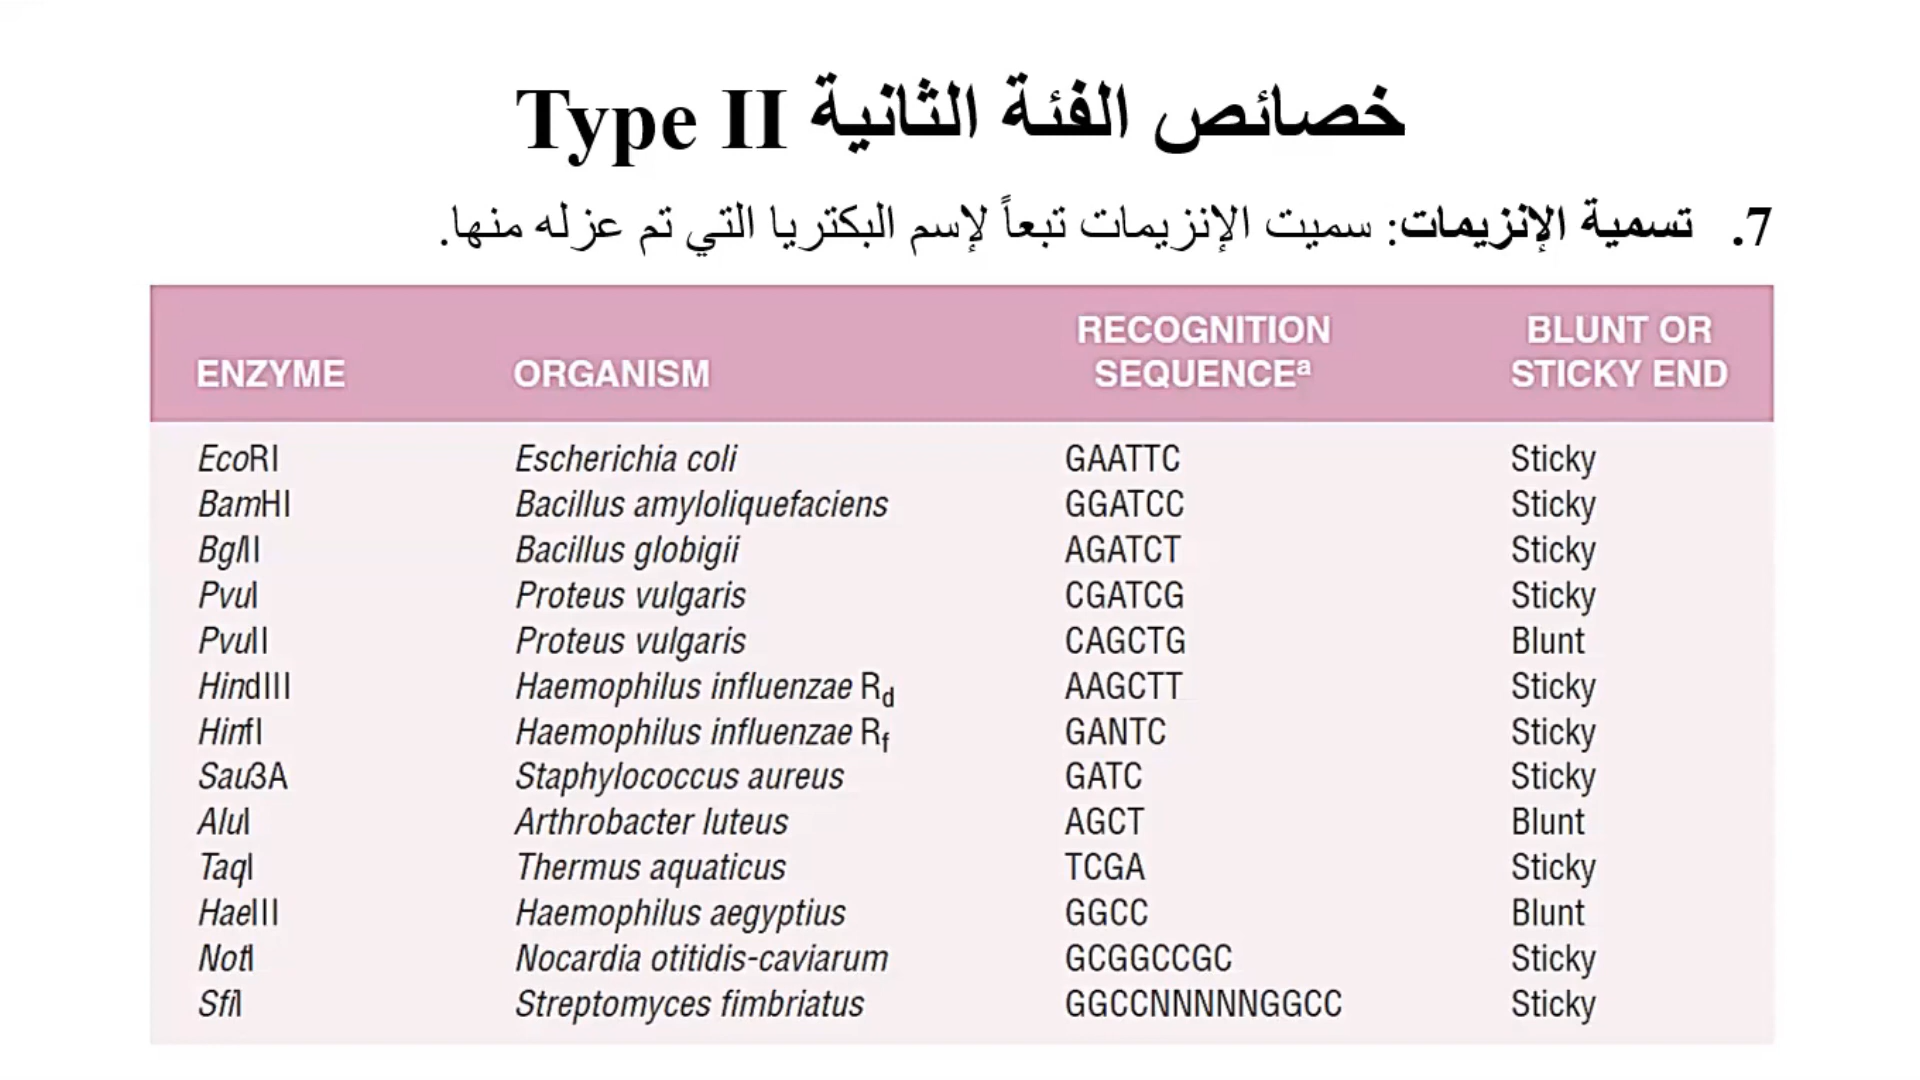 خصائص الفئة الثانية Type II
7. تسمية الإنزيمات: سميت الإنزيمات تبعاً لإسم البكتريا التي تم عزله منها.
ENZYME ORGANISM RECOGNITION SEQUENCEᵃ BLUNT OR STICKY END
EcoRI Escherichia coli GAATTC Sticky
BamHI Bacillus amyloliquefaciens GGATCC Sticky
BglII Bacillus globigii AGATCT Sticky
PvuI Proteus vulgaris CGATCG Sticky
PvuII Proteus vulgaris CAGCTG Blunt
HindIII Haemophilus influenzae Rd AAGCTT Sticky
HinfI Haemophilus influenzae Rf GANTC Sticky
Sau3A Staphylococcus aureus GATC Sticky
AluI Arthrobacter luteus AGCT Blunt
TaqI Thermus aquaticus TCGA Sticky
HaeIII Haemophilus aegyptius GGCC Blunt
NotI Nocardia otitidis-caviarum GCGGCCGC Sticky
SfiI Streptomyces fimbriatus GGCCNNNNNGGCC Sticky